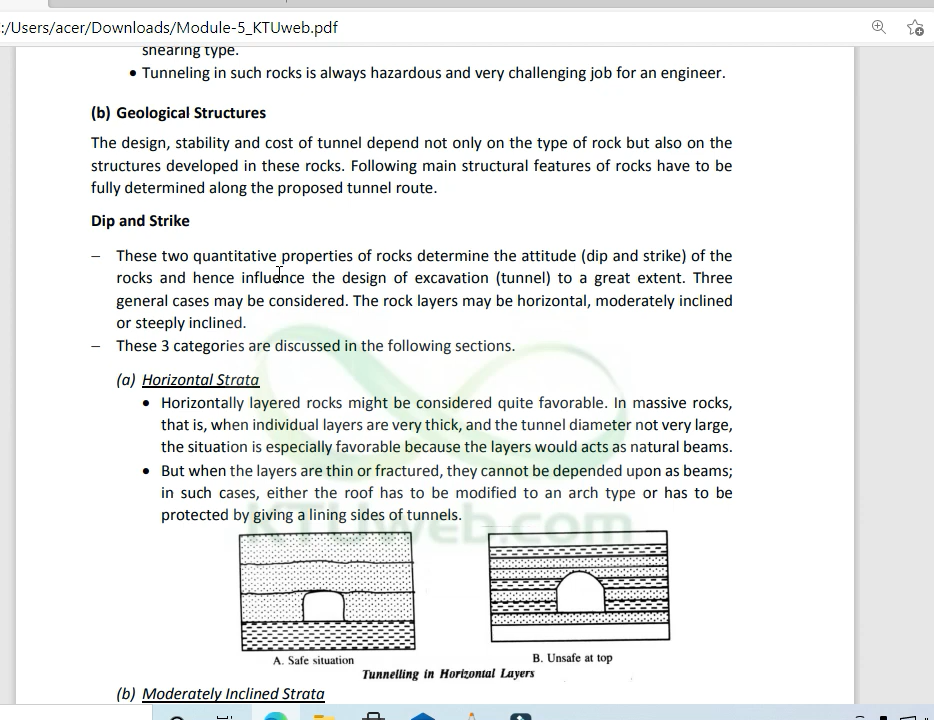 :/Users/acer/Downloads/Module-5_KTUweb.pdf
shearing type.
• Tunneling in such rocks is always hazardous and very challenging job for an engineer.
(b) Geological Structures
The design, stability and cost of tunnel depend not only on the type of rock but also on the
structures developed in these rocks. Following main structural features of rocks have to be
fully determined along the proposed tunnel route.
Dip and Strike
– These two quantitative properties of rocks determine the attitude (dip and strike) of the
rocks and hence influence the design of excavation (tunnel) to a great extent. Three
general cases may be considered. The rock layers may be horizontal, moderately inclined
or steeply inclined.
– These 3 categories are discussed in the following sections.
(a) Horizontal Strata
• Horizontally layered rocks might be considered quite favorable. In massive rocks,
that is, when individual layers are very thick, and the tunnel diameter not very large,
the situation is especially favorable because the layers would acts as natural beams.
• But when the layers are thin or fractured, they cannot be depended upon as beams;
in such cases, either the roof has to be modified to an arch type or has to be
protected by giving a lining sides of tunnels.
KTUweb.com
A. Safe situation
B. Unsafe at top
Tunnelling in Horizontal Layers
(b) Moderately Inclined Strata